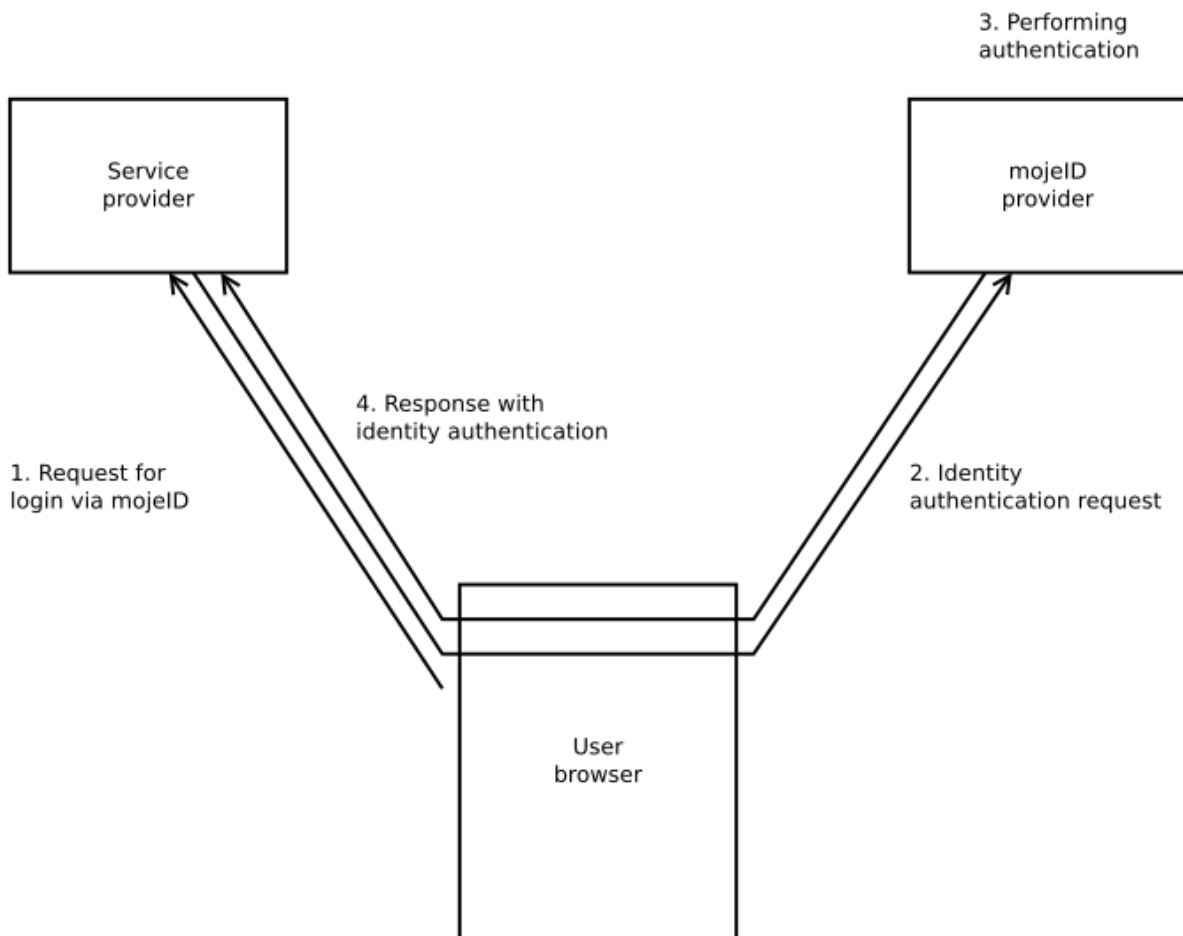 3. Performing
authentication
Service
provider
mojeID
provider
4. Response with
identity authentication
1. Request for
login via mojeID
2. Identity
authentication request
User
browser